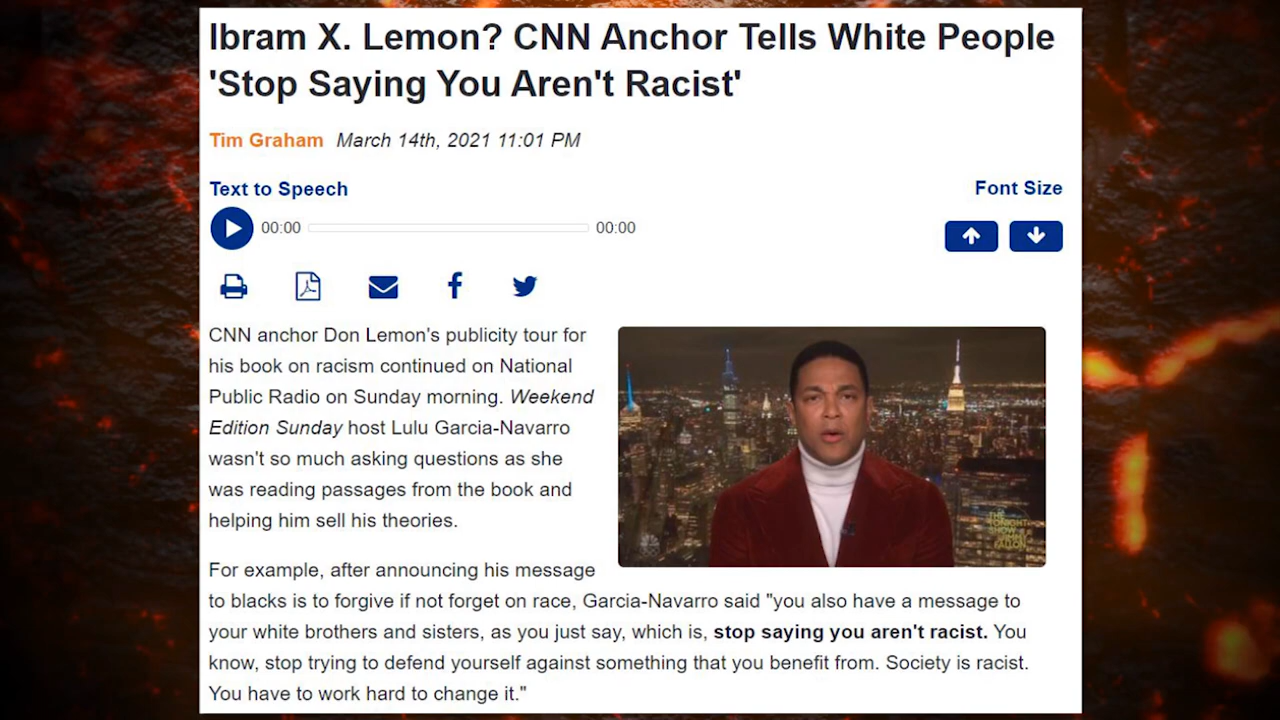 Ibram X. Lemon? CNN Anchor Tells White People
'Stop Saying You Aren't Racist'
Tim Graham March 14th, 2021 11:01 PM
Text to Speech
Font Size
00:00
00:00
CNN anchor Don Lemon's publicity tour for
his book on racism continued on National
Public Radio on Sunday morning. Weekend
Edition Sunday host Lulu Garcia-Navarro
wasn't so much asking questions as she
was reading passages from the book and
helping him sell his theories.
THE
TONIGHT
SHOW
JIMMY
FALLON
For example, after announcing his message
to blacks is to forgive if not forget on race, Garcia-Navarro said "you also have a message to
your white brothers and sisters, as you just say, which is, stop saying you aren't racist. You
know, stop trying to defend yourself against something that you benefit from. Society is racist.
You have to work hard to change it."